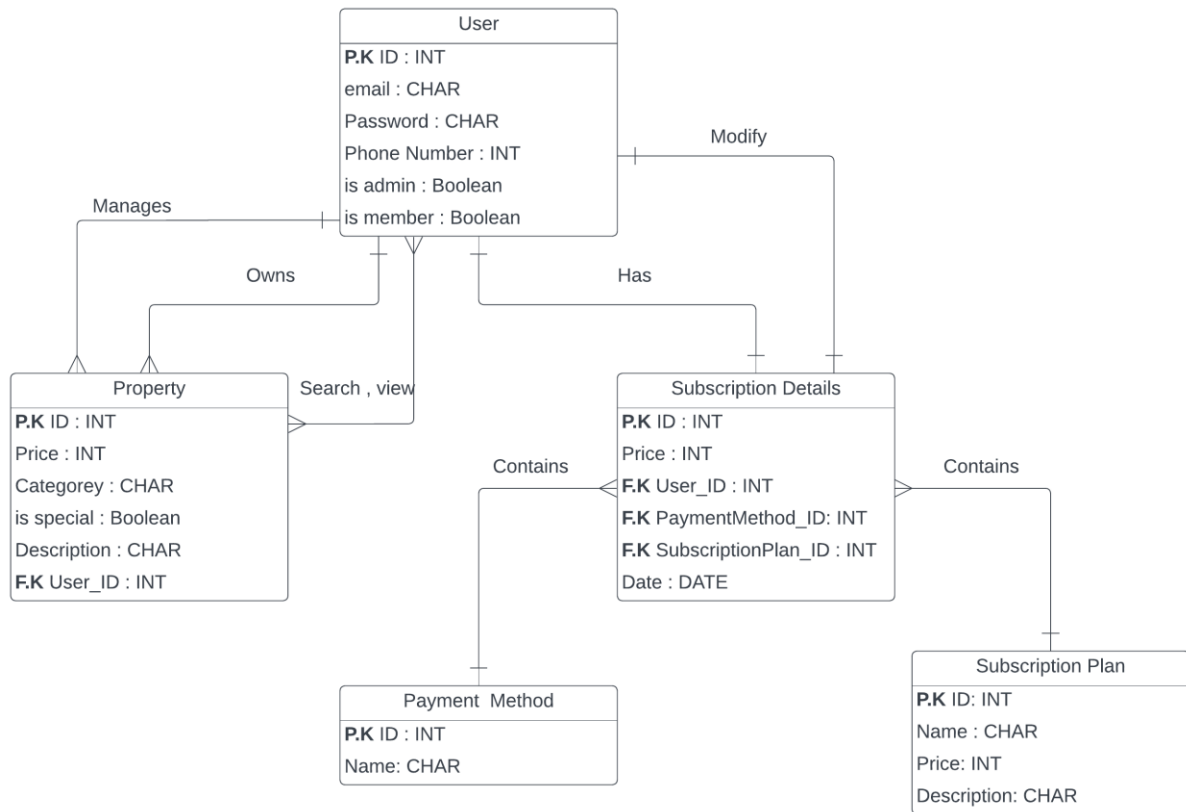 User
P.K ID : INT
email : CHAR
Password : CHAR
Phone Number : INT
is admin : Boolean
is member : Boolean
Modify
Manages
Owns
Has
Search , view
Property
P.K ID : INT
Price : INT
Categorey : CHAR
is special : Boolean
Description : CHAR
F.K User_ID : INT
Subscription Details
P.K ID : INT
Price : INT
F.K User_ID : INT
F.K PaymentMethod_ID: INT
F.K SubscriptionPlan_ID : INT
Date : DATE
Contains
Contains
Payment Method
P.K ID : INT
Name: CHAR
Subscription Plan
P.K ID: INT
Name : CHAR
Price: INT
Description: CHAR